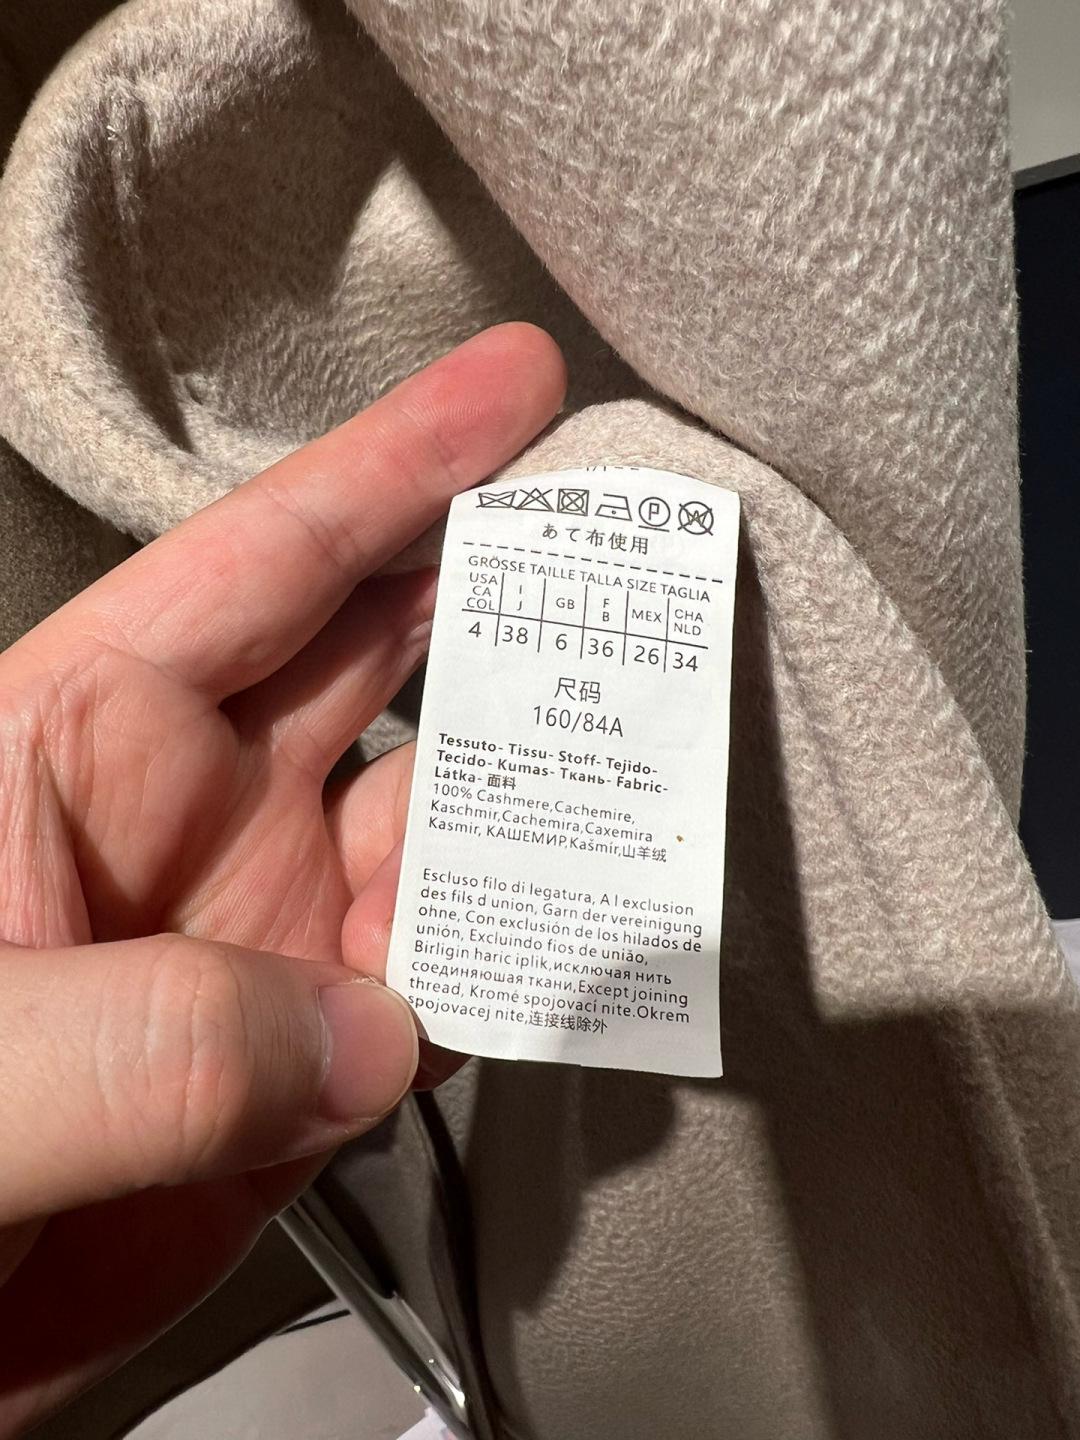 P W
あて布使用
GRÖSSE TAILLE TALLA SIZE TAGLIA
USA CA COL I J GB F B MEX CHA NLD
4 38 6 36 26 34
尺码
160/84A
Tessuto- Tissu- Stoff- Tejido-
Tecido- Kumas- Ткань- Fabric-
Látka- 面料
100% Cashmere,Cachemire,
Kaschmir,Cachemira,Caxemira
Kasmir, КАШЕМИР,Kašmír,山羊绒
Escluso filo di legatura, A l exclusion
des fils d union, Garn der vereinigung
ohne, Con exclusión de los hilados de
unión, Excluindo fios de união,
Birligin haric iplik,исключая нить
соединяюшая ткани,Except joining
thread, Kromé spojovací nite.Okrem
spojovacej nite,连接线除外